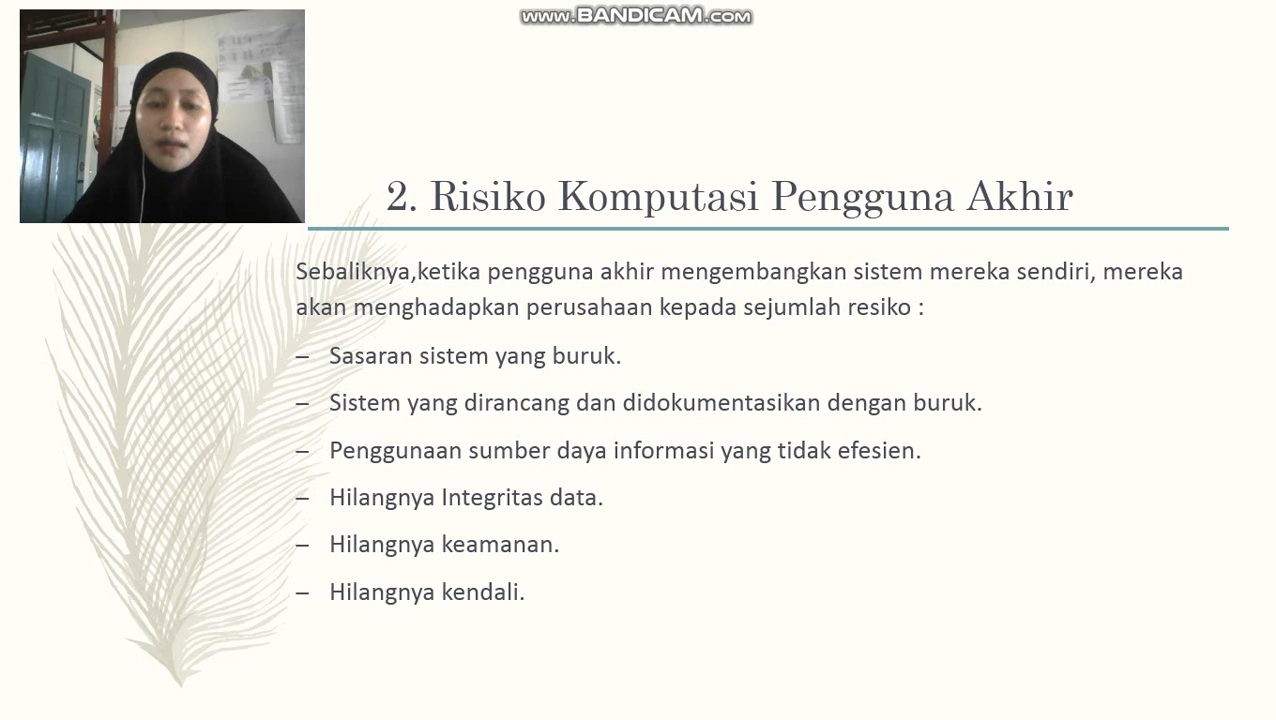 www.BANDICAM.com
2. Risiko Komputasi Pengguna Akhir
Sebaliknya,ketika pengguna akhir mengembangkan sistem mereka sendiri, mereka
akan menghadapkan perusahaan kepada sejumlah resiko :
– Sasaran sistem yang buruk.
– Sistem yang dirancang dan didokumentasikan dengan buruk.
– Penggunaan sumber daya informasi yang tidak efesien.
– Hilangnya Integritas data.
– Hilangnya keamanan.
– Hilangnya kendali.